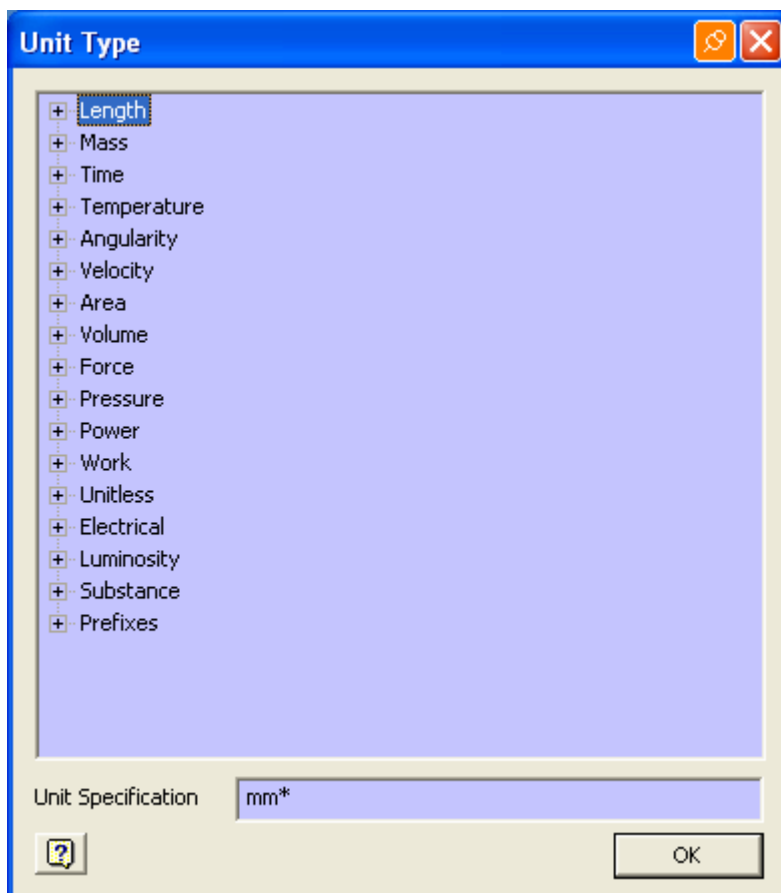 Unit Type
Length
Mass
Time
Temperature
Angularity
Velocity
Area
Volume
Force
Pressure
Power
Work
Unitless
Electrical
Luminosity
Substance
Prefixes
Unit Specification mm*
? OK